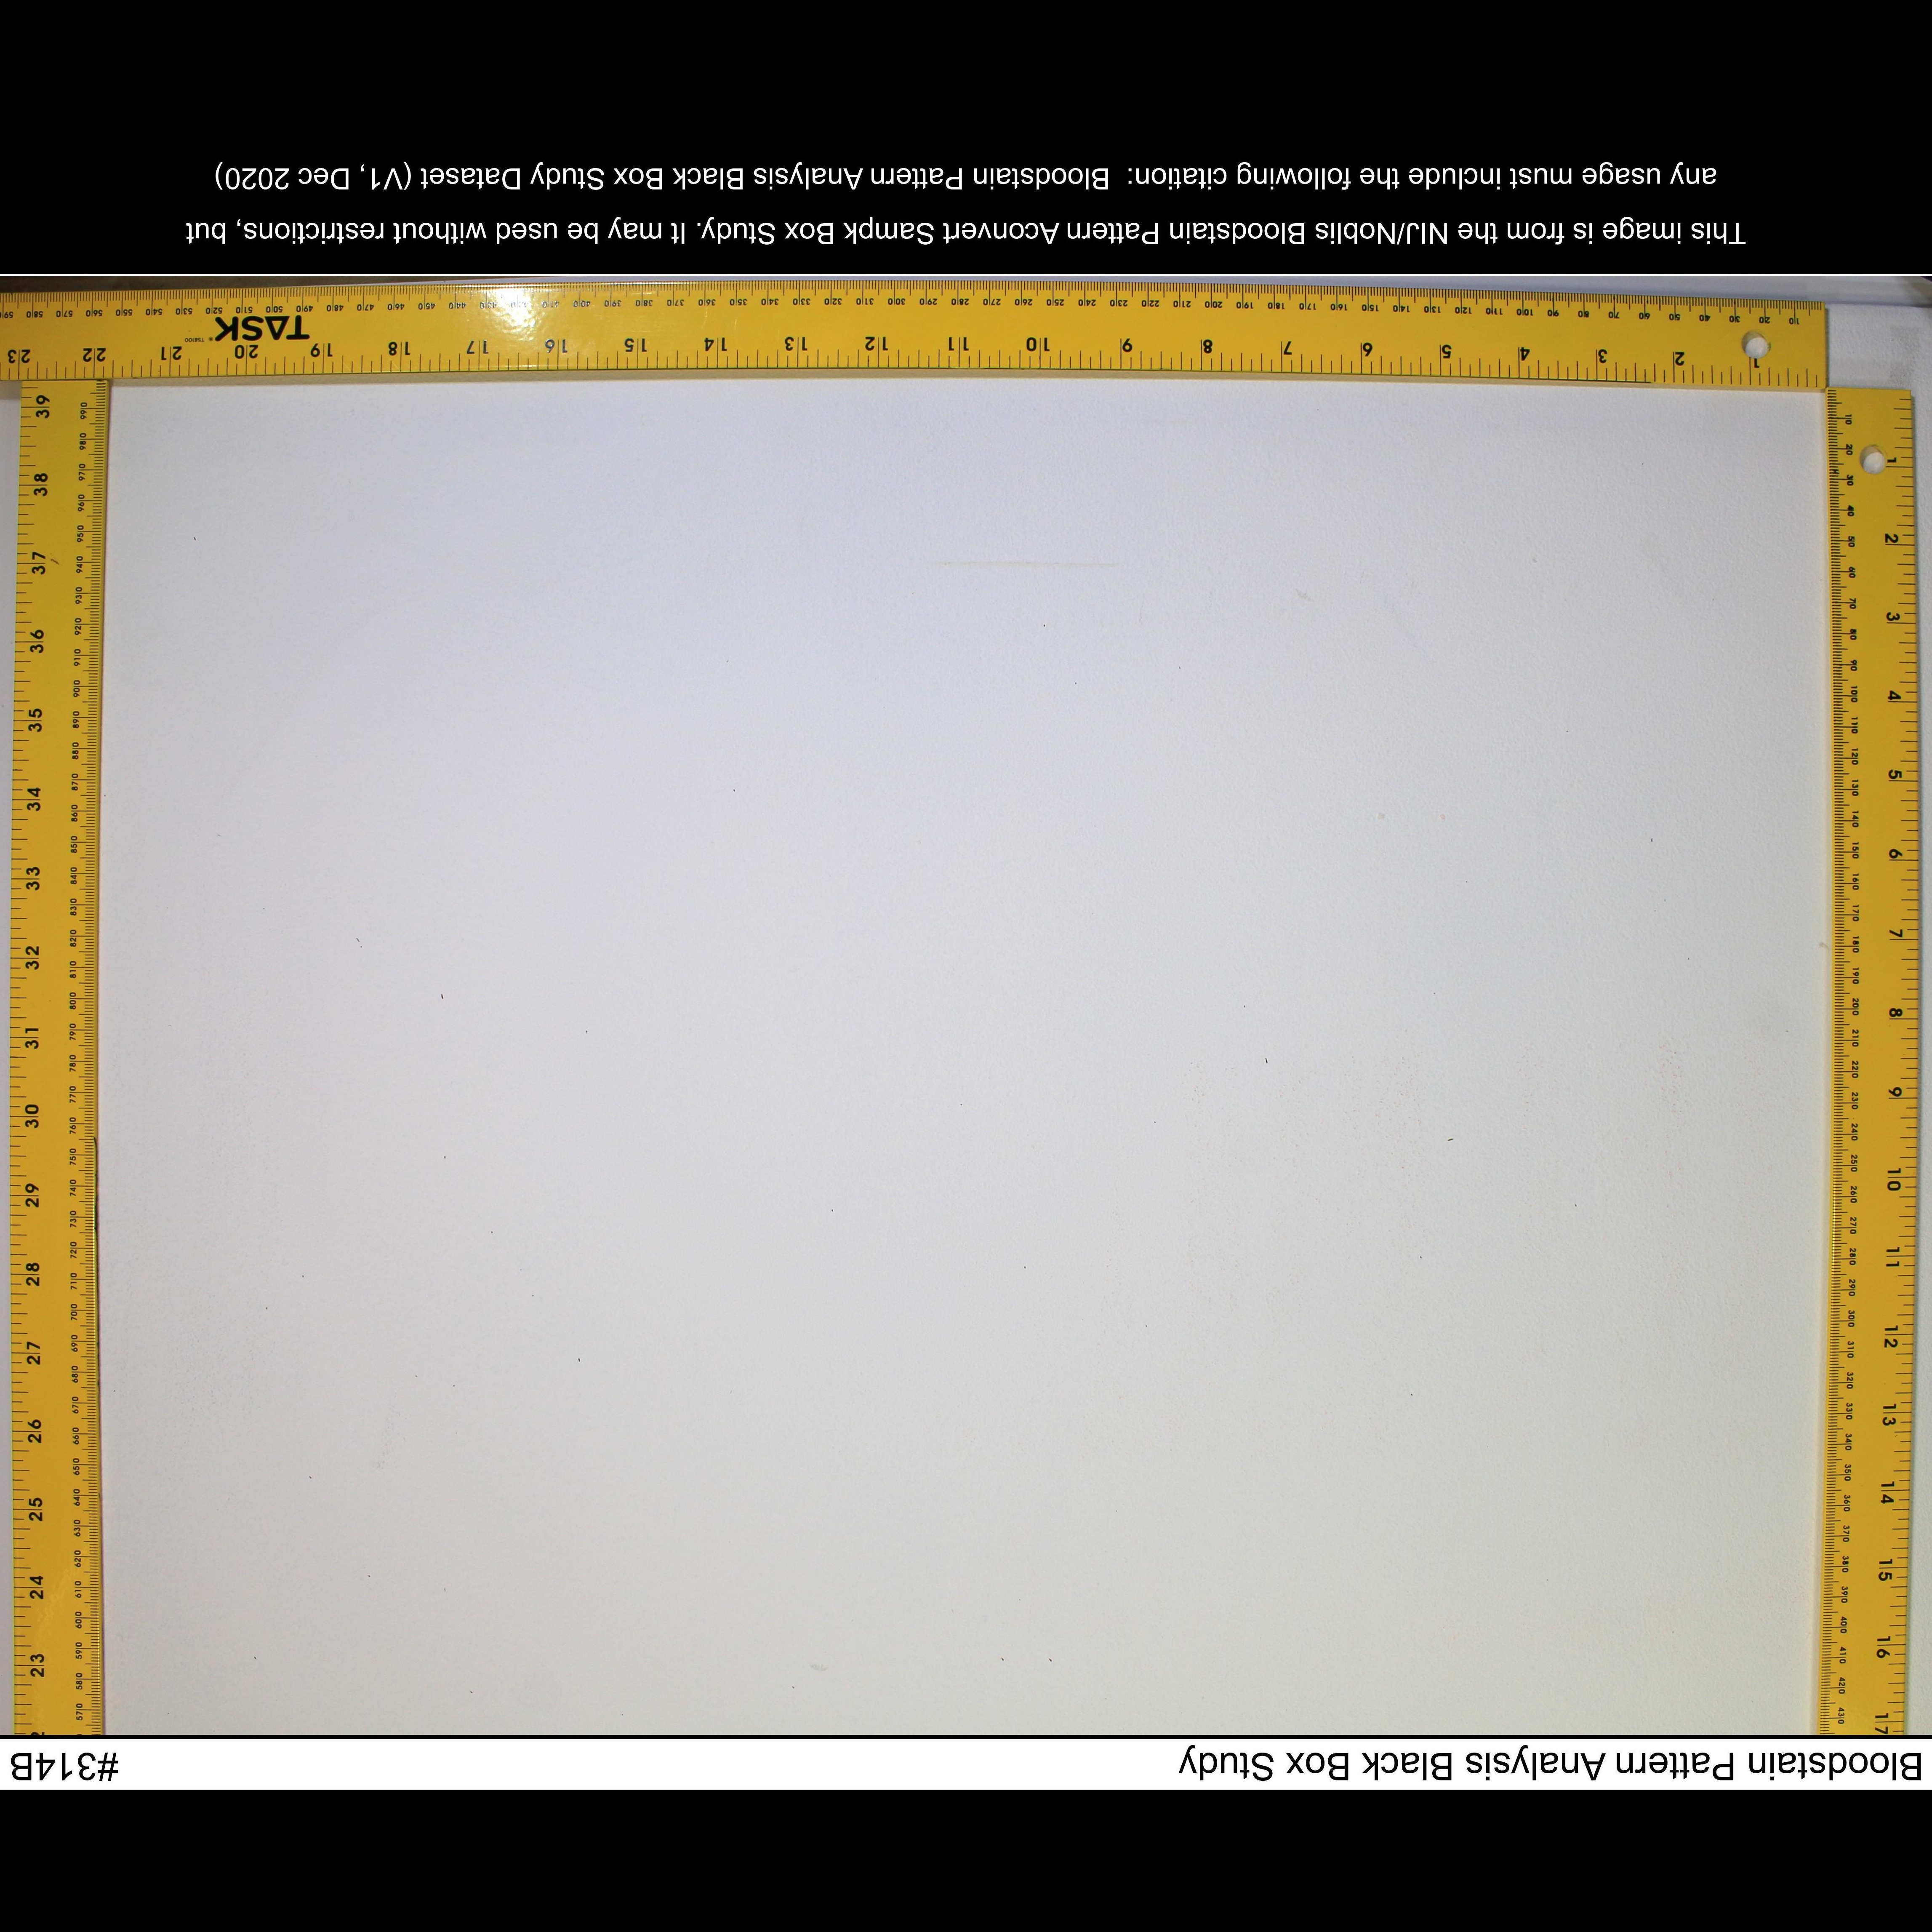 Bloodstain Pattern Analysis Black Box Study #314B
17 16 15 14 13 12 11 10 9 8 7 6 5 4 3 2 1
23 24 25 26 27 28 29 30 31 32 33 34 35 36 37 38 39
1 2 3 4 5 6 7 8 9 10 11 12 13 14 15 16 17 18 19 20 21 22 23
TASK
This image is from the NIJ/Noblis Bloodstain Pattern Aconvert Sampk Box Study. It may be used without restrictions, but
any usage must include the following citation: Bloodstain Pattern Analysis Black Box Study Dataset (V1, Dec 2020)